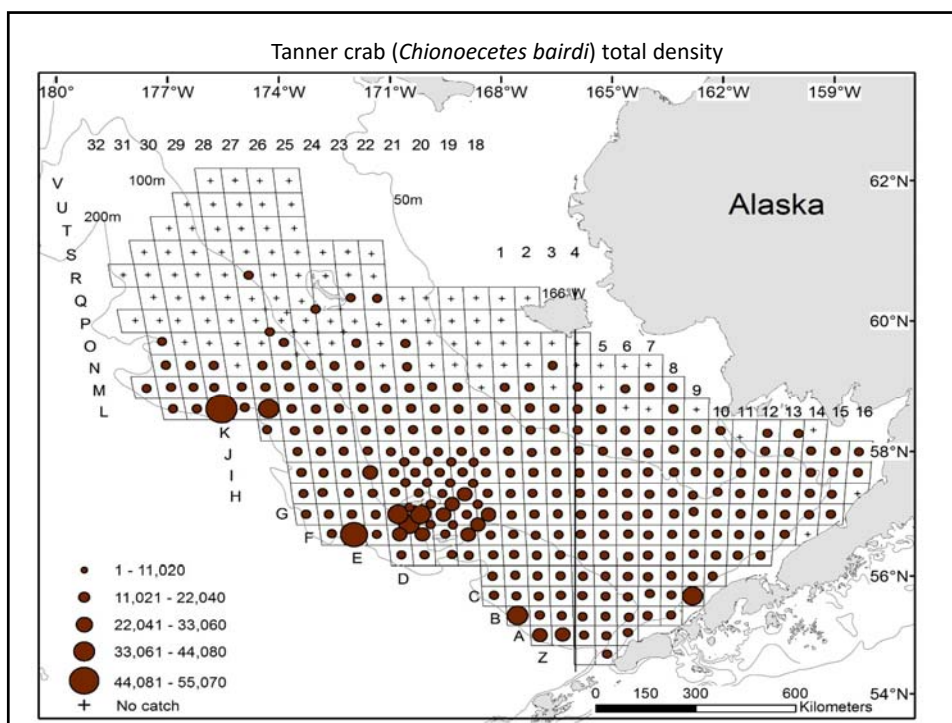 Tanner crab (Chionoecetes bairdi) total density
180° 177°W 174°W 171°W 168°W 165°W 162°W 159°W
32 31 30 29 28 27 26 25 24 23 22 21 20 19 18
V
100m
62°N
U
50m
Alaska
200m
T
S
1 2 3 4
R
Q
166°W
P
60°N
O
5 6 7
N
8
M
9
L
10 11 12 13 14 15 16
K
J
58°N
I
H
G
F
E
D
1 - 11,020
56°N
C
11,021 - 22,040
B
22,041 - 33,060
A
33,061 - 44,080
Z
44,081 - 55,070
0 150 300 600
54°N
No catch
Kilometers